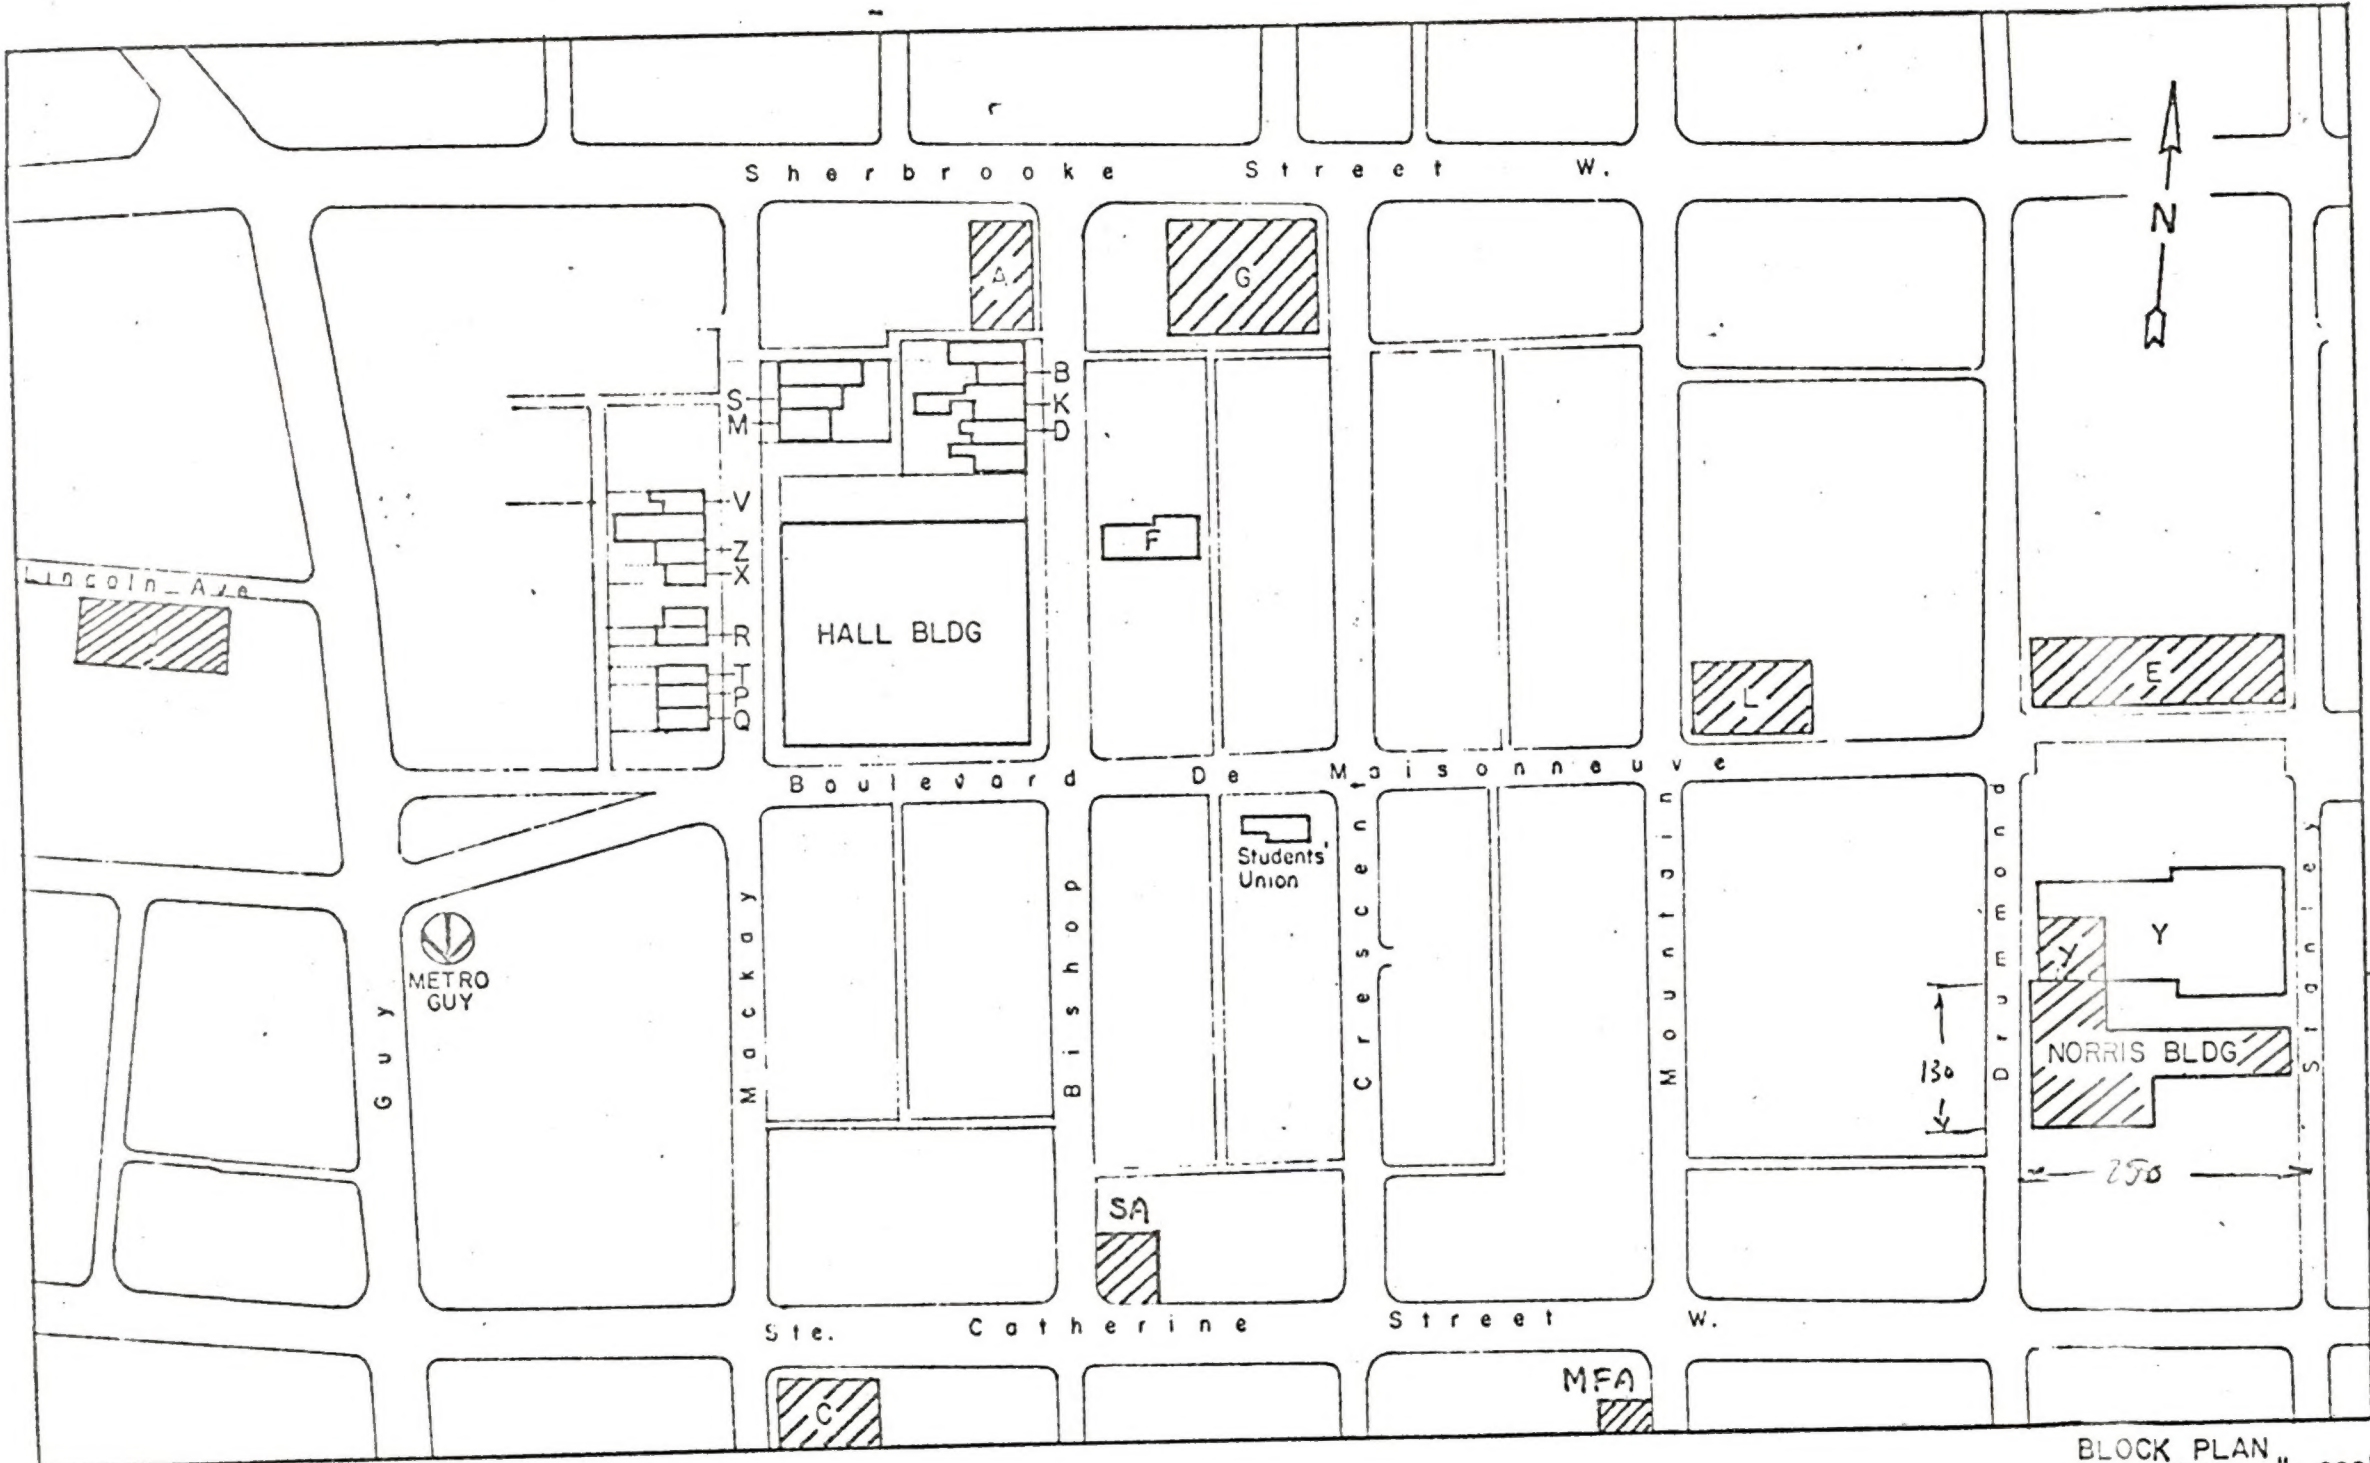 Sherbrooke Street W.
N
A
G
B
S
K
M
D
V
Z
X
F
Lincoln Ave
R
T
P
Q
HALL BLDG
L
E
Boulevard De Maisonneuve
Students'
Union
METRO
GUY
Guy
Mackay
Bishop
Crescent
Mountain
Drummond
Stanley
Y
Y
NORRIS BLDG
130
250
SA
Ste. Catherine Street W.
MFA
C
BLOCK PLAN